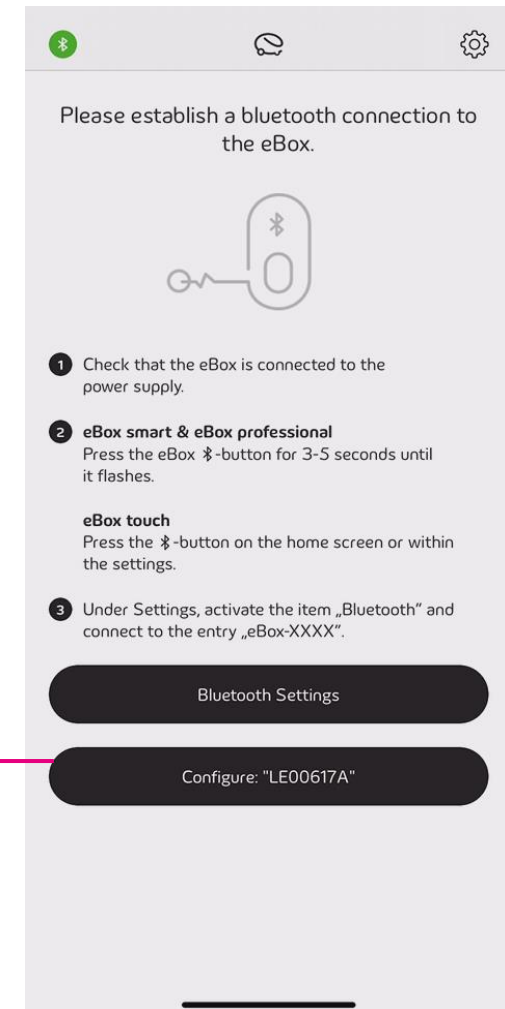 Please establish a bluetooth connection to
the eBox.
1 Check that the eBox is connected to the
power supply.
2 eBox smart & eBox professional
Press the eBox -button for 3-5 seconds until
it flashes.
eBox touch
Press the -button on the home screen or within
the settings.
3 Under Settings, activate the item „Bluetooth" and
connect to the entry „eBox-XXXX".
Bluetooth Settings
Configure: "LE00617A"